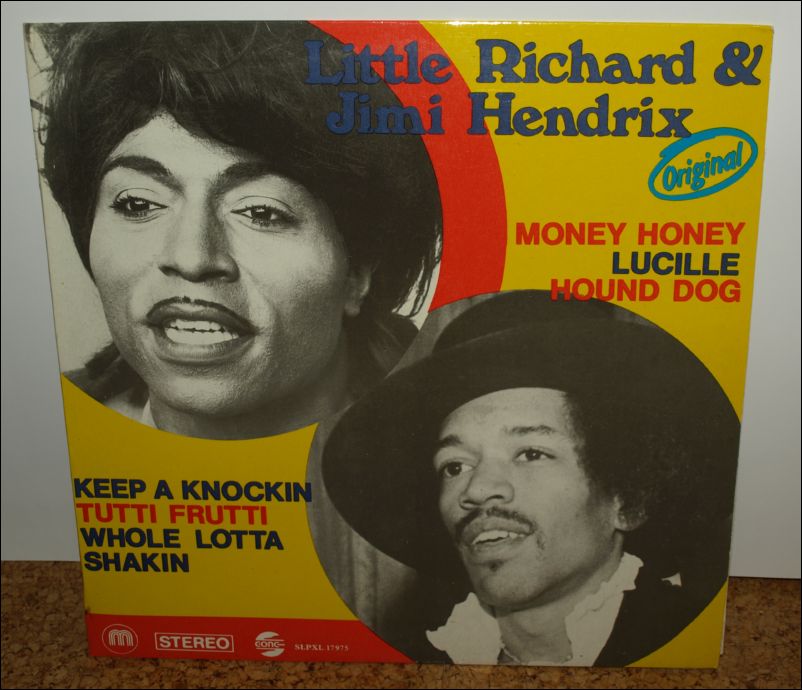 Little Richard &
Jimi Hendrix
Original
MONEY HONEY
LUCILLE
HOUND DOG
KEEP A KNOCKIN
TUTTI FRUTTI
WHOLE LOTTA
SHAKIN
m STEREO SLPXL 17975